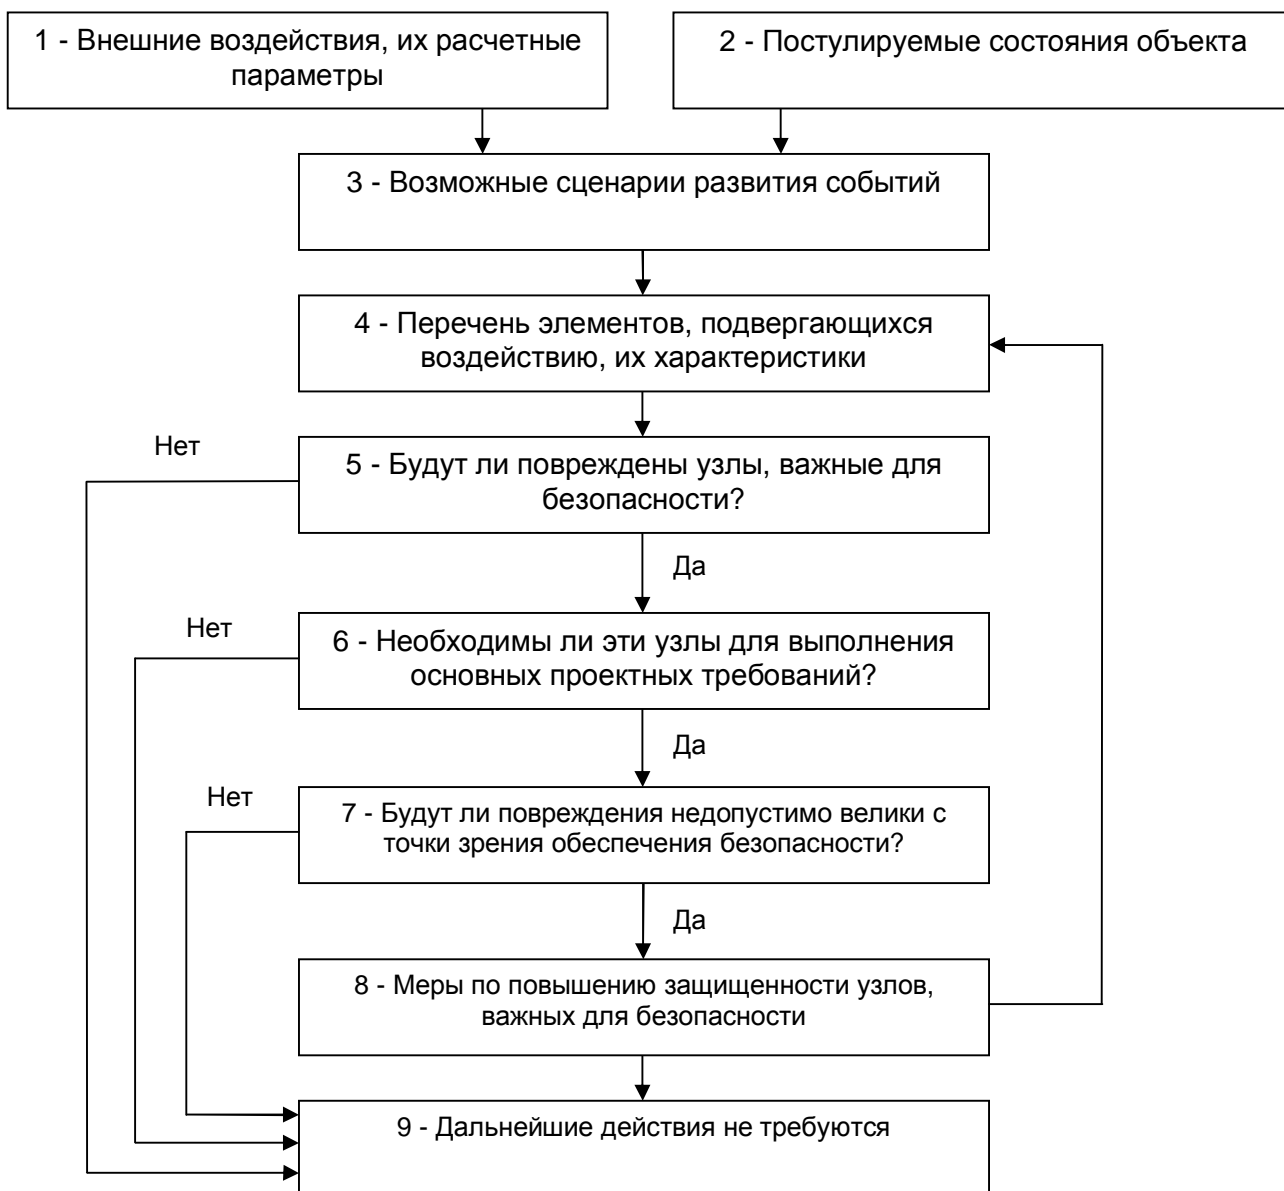 1 - Внешние воздействия, их расчетные
параметры
2 - Постулируемые состояния объекта
3 - Возможные сценарии развития событий
4 - Перечень элементов, подвергающихся
воздействию, их характеристики
Нет
5 - Будут ли повреждены узлы, важные для
безопасности?
Да
Нет
6 - Необходимы ли эти узлы для выполнения
основных проектных требований?
Да
Нет
7 - Будут ли повреждения недопустимо велики с
точки зрения обеспечения безопасности?
Да
8 - Меры по повышению защищенности узлов,
важных для безопасности
9 - Дальнейшие действия не требуются